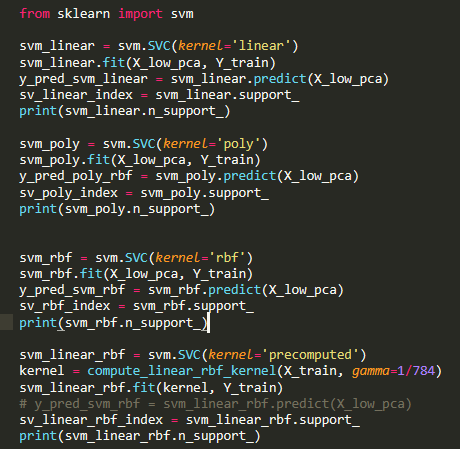 from sklearn import svm
svm_linear = svm.SVC(kernel='linear')
svm_linear.fit(X_low_pca, Y_train)
y_pred_svm_linear = svm_linear.predict(X_low_pca)
sv_linear_index = svm_linear.support_
print(svm_linear.n_support_)
svm_poly = svm.SVC(kernel='poly')
svm_poly.fit(X_low_pca, Y_train)
y_pred_poly_rbf = svm_poly.predict(X_low_pca)
sv_poly_index = svm_poly.support_
print(svm_poly.n_support_)
svm_rbf = svm.SVC(kernel='rbf')
svm_rbf.fit(X_low_pca, Y_train)
y_pred_svm_rbf = svm_rbf.predict(X_low_pca)
sv_rbf_index = svm_rbf.support_
print(svm_rbf.n_support_)
svm_linear_rbf = svm.SVC(kernel='precomputed')
kernel = compute_linear_rbf_kernel(X_train, gamma=1/784)
svm_linear_rbf.fit(kernel, Y_train)
# y_pred_svm_rbf = svm_linear_rbf.predict(X_low_pca)
sv_linear_rbf_index = svm_linear_rbf.support_
print(svm_linear_rbf.n_support_)